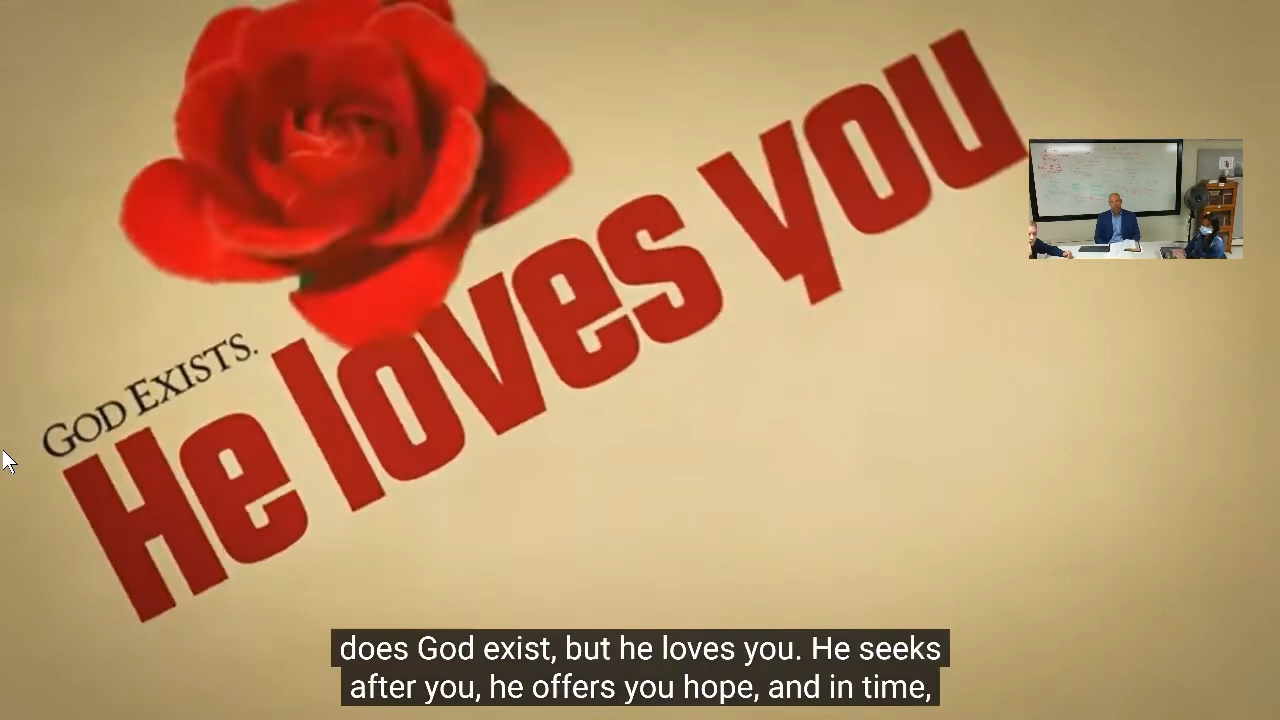 GOD EXISTS.
He loves you
does God exist, but he loves you. He seeks
after you, he offers you hope, and in time,